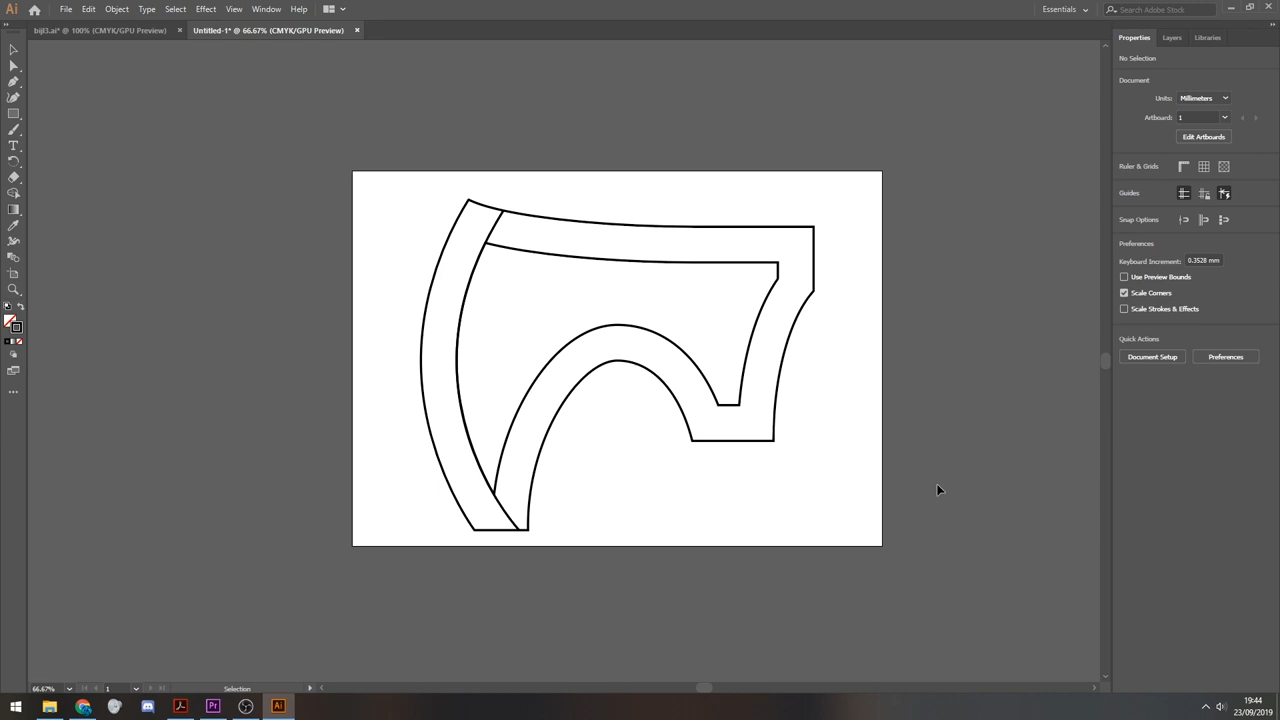 Ai File Edit Object Type Select Effect View Window Help Essentials Search Adobe Stock
bijl3.ai* @ 100% (CMYK/GPU Preview) Untitled-1* @ 66.67% (CMYK/GPU Preview)
Properties Layers Libraries
No Selection
Document
Units: Millimeters
Artboard: 1
Edit Artboards
Ruler & Grids
Guides
Snap Options
Preferences
Keyboard Increment: 0.3528 mm
Use Preview Bounds
Scale Corners
Scale Strokes & Effects
Quick Actions
Document Setup Preferences
66.67% 1 Selection
Pr Ai
19:44
23/09/2019